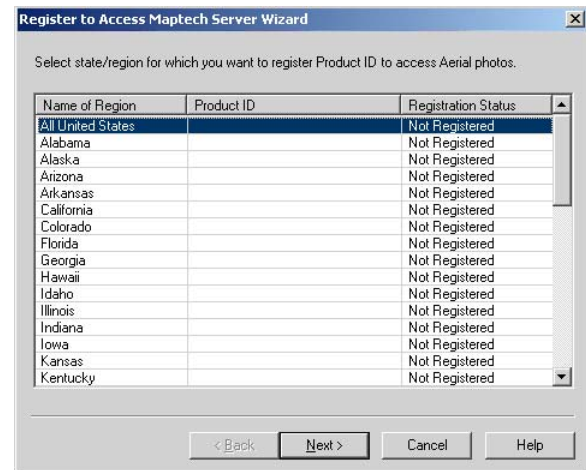 Register to Access Maptech Server Wizard
Select state/region for which you want to register Product ID to access Aerial photos.
Name of Region Product ID Registration Status
All United States Not Registered
Alabama Not Registered
Alaska Not Registered
Arizona Not Registered
Arkansas Not Registered
California Not Registered
Colorado Not Registered
Florida Not Registered
Georgia Not Registered
Hawaii Not Registered
Idaho Not Registered
Illinois Not Registered
Indiana Not Registered
Iowa Not Registered
Kansas Not Registered
Kentucky Not Registered
< Back Next > Cancel Help